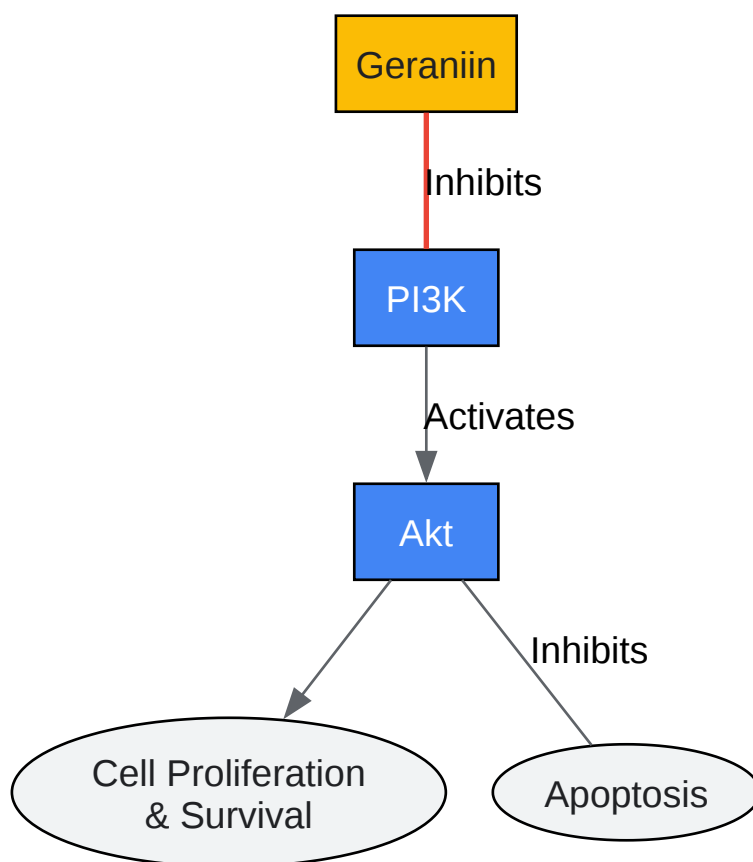 Geraniin
Inhibits
PI3K
Activates
Akt
Inhibits
Cell Proliferation
& Survival
Apoptosis